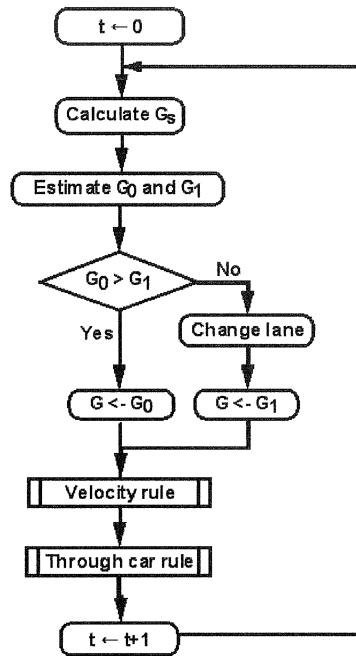 t ← 0
Calculate Gs
Estimate G0 and G1
G0 > G1
No
Yes
Change lane
G <- G0
G <- G1
Velocity rule
Through car rule
t ← t+1